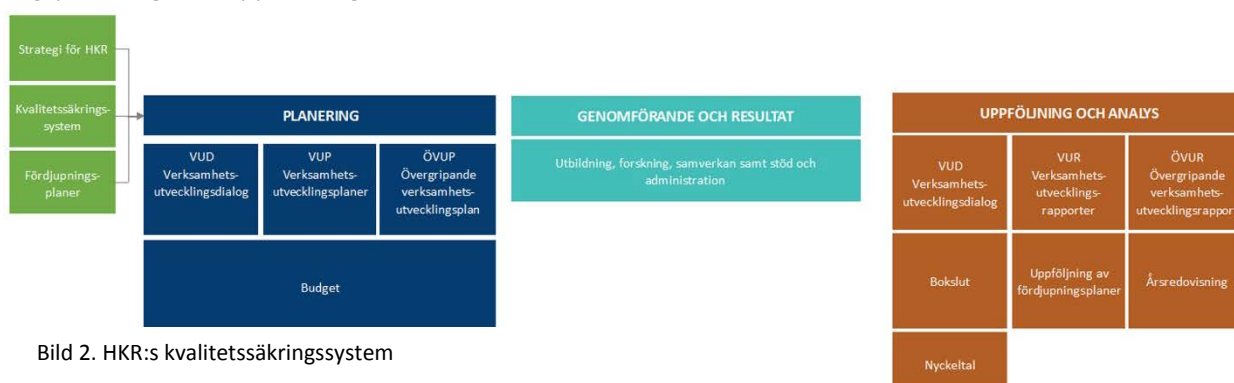 Strategi för HKR
Kvalitetssäkrings-
system
Fördjupnings-
planer
PLANERING
VUD
Verksamhets-
utvecklingsdialog
VUP
Verksamhets-
utvecklingsplaner
ÖVUP
Övergripande
verksamhets-
utvecklingsplan
Budget
GENOMFÖRANDE OCH RESULTAT
Utbildning, forskning, samverkan samt stöd och
administration
UPPFÖLJNING OCH ANALYS
VUD
Verksamhets-
utvecklingsdialog
VUR
Verksamhets-
utvecklings-
rapporter
ÖVUR
Övergripande
verksamhets-
utvecklingsrapport
Bokslut
Uppföljning av
fördjupningsplaner
Årsredovisning
Nyckeltal
Bild 2. HKR:s kvalitetssäkringssystem